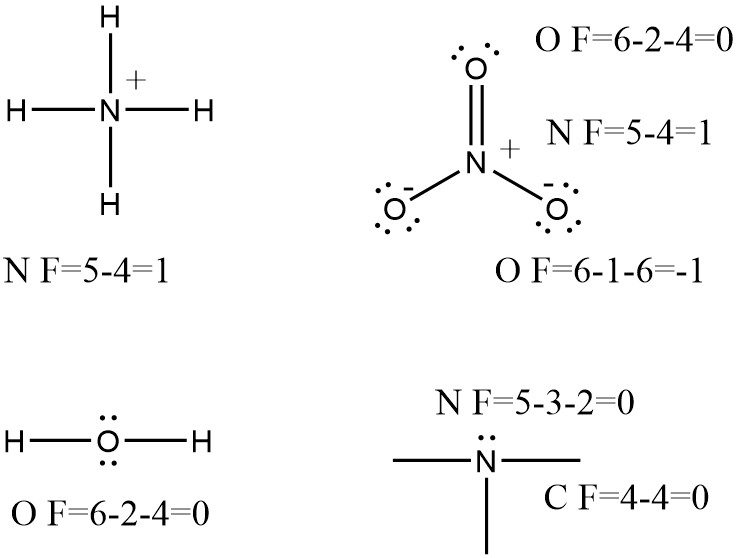 H
H N + H
H
N F=5-4=1
O
O F=6-2-4=0
N +
N F=5-4=1
O - - O
O F=6-1-6=-1
H O H
O F=6-2-4=0
N F=5-3-2=0
N
C F=4-4=0